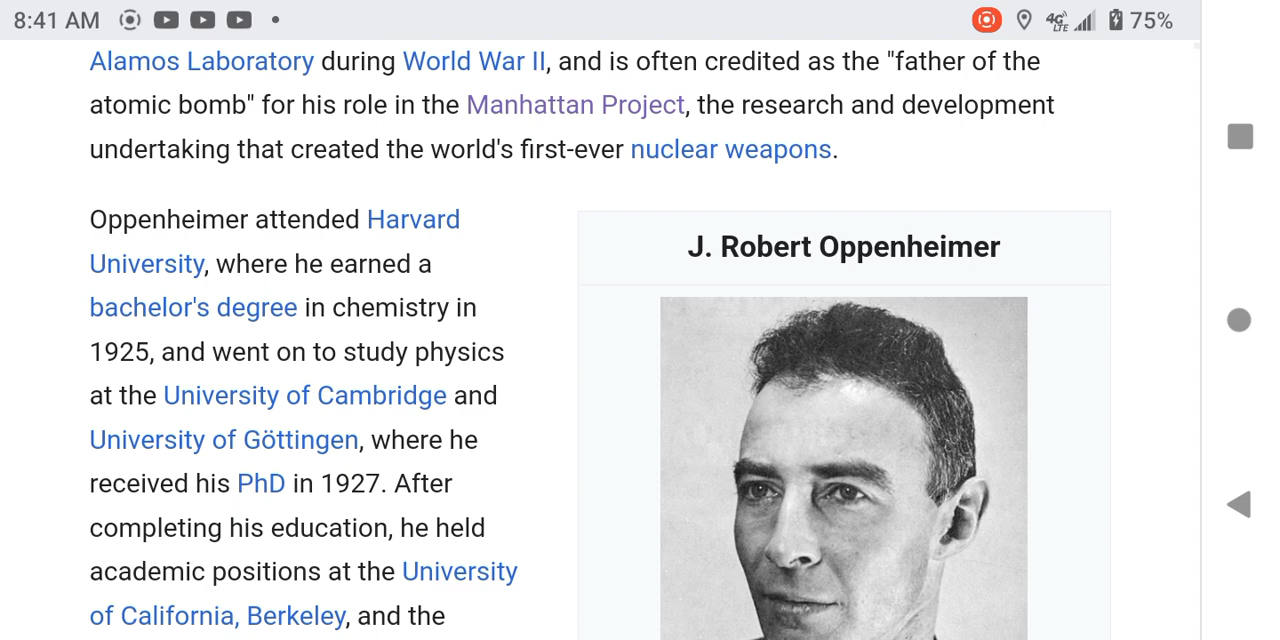 8:41 AM 4G LTE 75%
Alamos Laboratory during World War II, and is often credited as the "father of the
atomic bomb" for his role in the Manhattan Project, the research and development
undertaking that created the world's first-ever nuclear weapons.
Oppenheimer attended Harvard
University, where he earned a
bachelor's degree in chemistry in
1925, and went on to study physics
at the University of Cambridge and
University of Göttingen, where he
received his PhD in 1927. After
completing his education, he held
academic positions at the University
of California, Berkeley, and the
J. Robert Oppenheimer